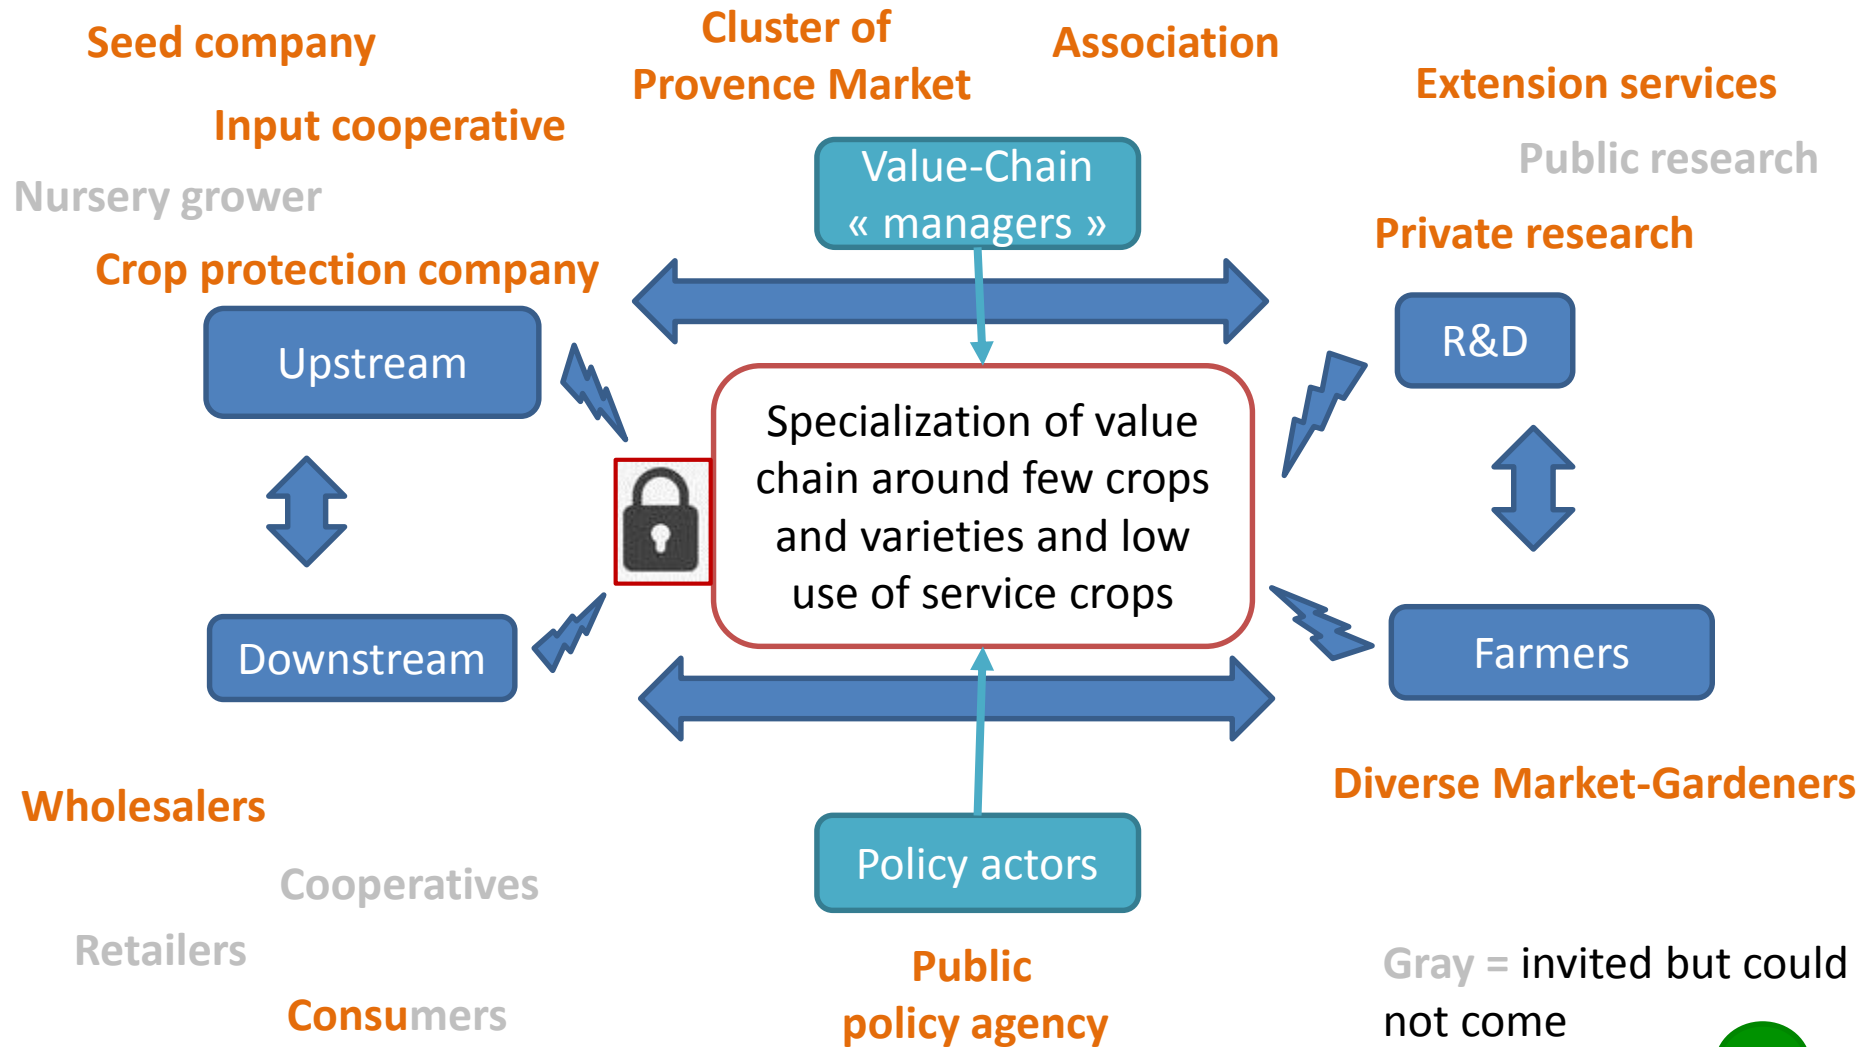 Seed company
Cluster of
Provence Market
Association
Extension services
Input cooperative
Public research
Nursery grower
Value-Chain
« managers »
Private research
Crop protection company
Upstream
R&D
Specialization of value
chain around few crops
and varieties and low
use of service crops
Downstream
Farmers
Wholesalers
Diverse Market-Gardeners
Cooperatives
Policy actors
Retailers
Consumers
Public
policy agency
Gray = invited but could
not come